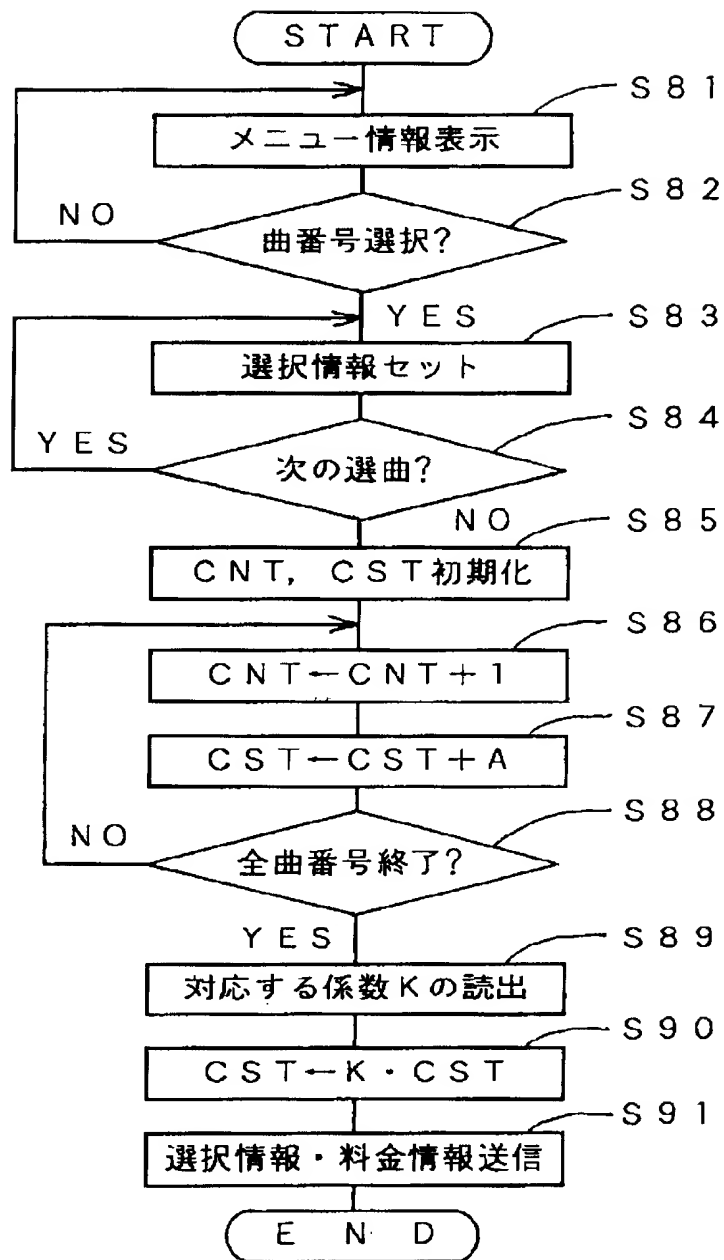 START
S81
メニュー情報表示
S82
NO
曲番号選択?
YES
S83
選択情報セット
S84
YES
次の選曲?
NO
S85
CNT, CST初期化
S86
CNT←CNT+1
S87
CST←CST+A
S88
NO
全曲番号終了?
YES
S89
対応する係数Kの読出
S90
CST←K・CST
S91
選択情報・料金情報送信
END